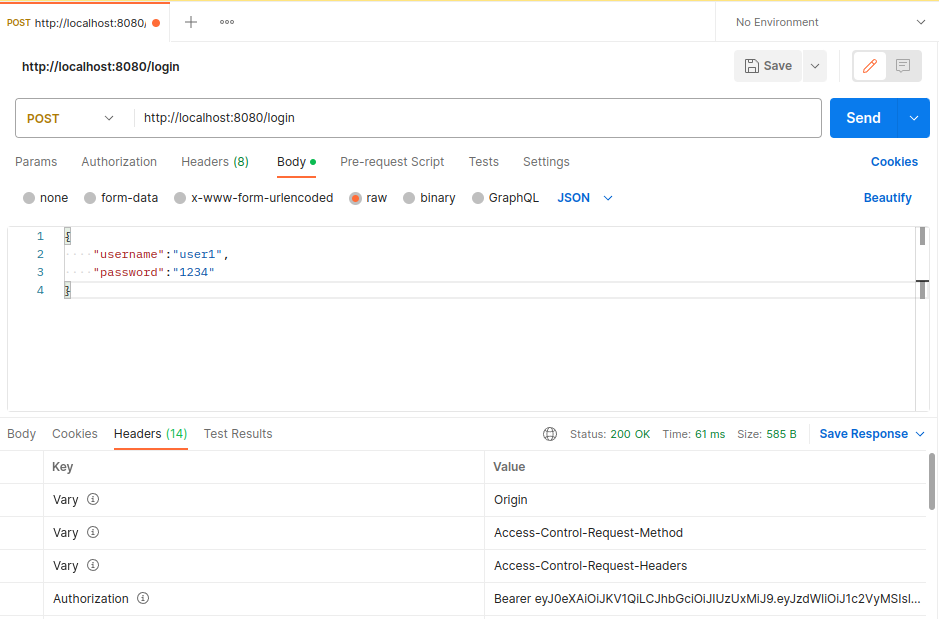 POST http://localhost:8080/
No Environment
http://localhost:8080/login
Save
POST http://localhost:8080/login Send
Params Authorization Headers (8) Body Pre-request Script Tests Settings Cookies
none form-data x-www-form-urlencoded raw binary GraphQL JSON Beautify
1 {
2 "username":"user1",
3 "password":"1234"
4 }
Body Cookies Headers (14) Test Results Status: 200 OK Time: 61 ms Size: 585 B Save Response
Key Value
Vary Origin
Vary Access-Control-Request-Method
Vary Access-Control-Request-Headers
Authorization Bearer eyJ0eXAiOiJKV1QiLCJhbGciOiJIUzUxMiJ9.eyJzdWIiOiJ1c2VyMSIsI...